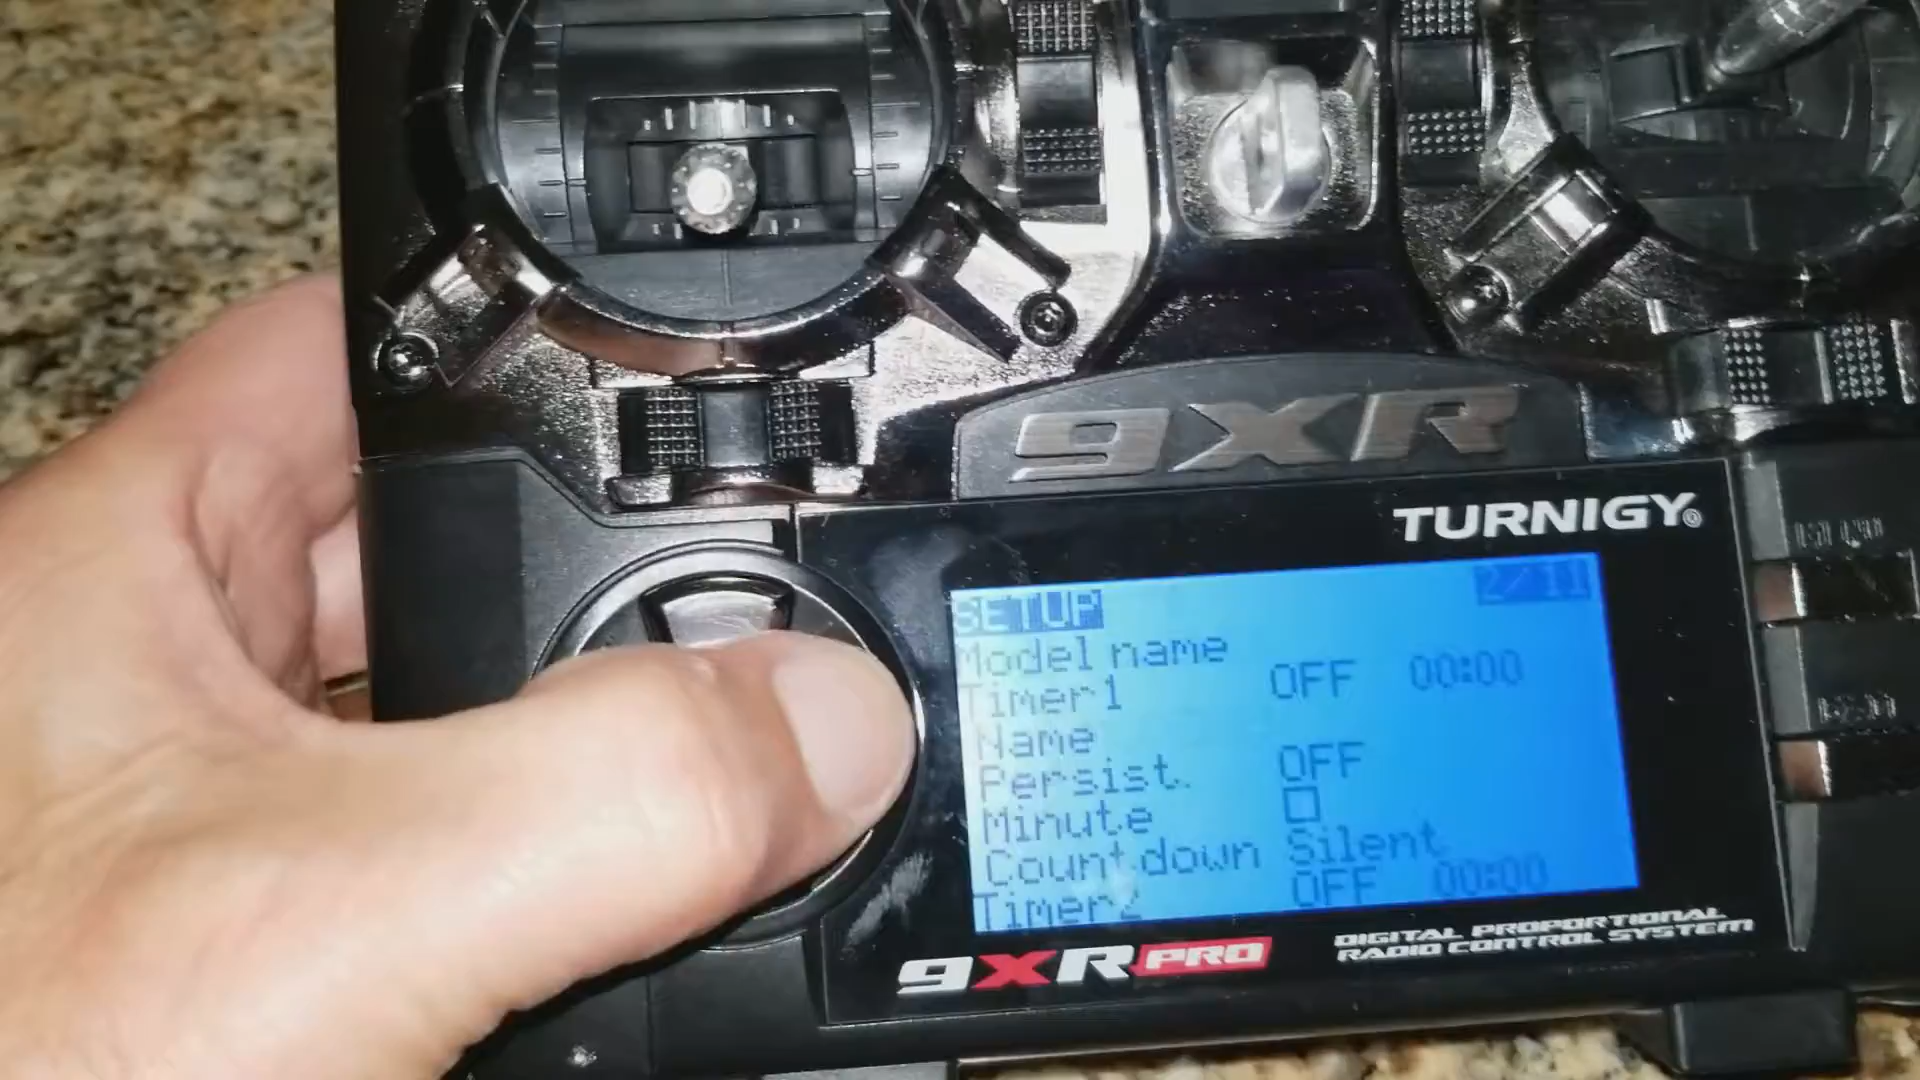 9XR
TURNIGY®
SETUP 2/11
Model name
Timer1 OFF 00:00
Name
Persist. OFF
Minute
Countdown Silent
Timer2 OFF 00:00
9XR PRO
DIGITAL PROPORTIONAL
RADIO CONTROL SYSTEM